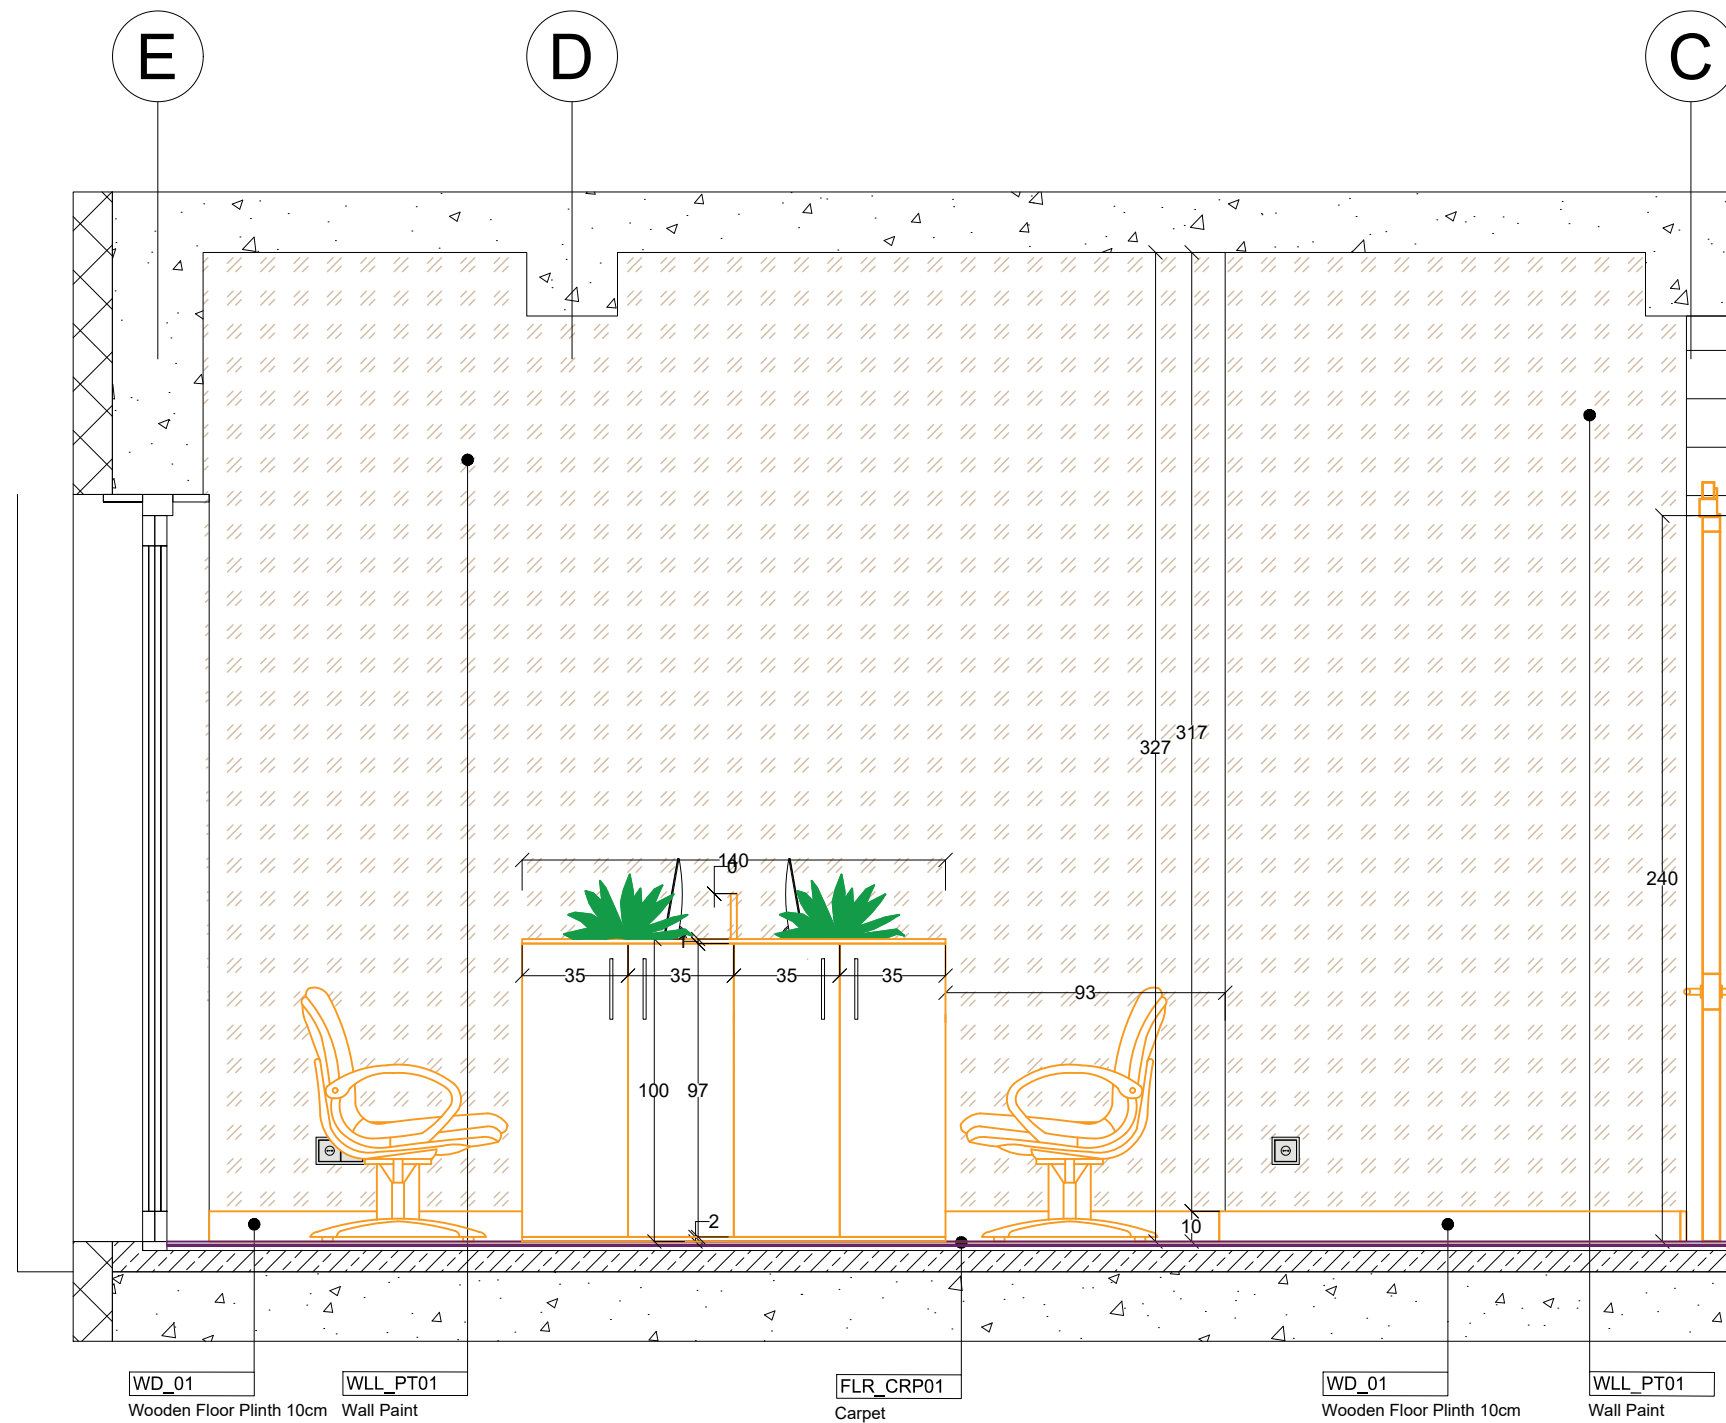 E
D
C
317
327
240
140
6
1
35
35
35
35
93
100
97
2
10
WD_01
WLL_PT01
FLR_CRP01
WD_01
WLL_PT01
Wooden Floor Plinth 10cm
Wall Paint
Carpet
Wooden Floor Plinth 10cm
Wall Paint